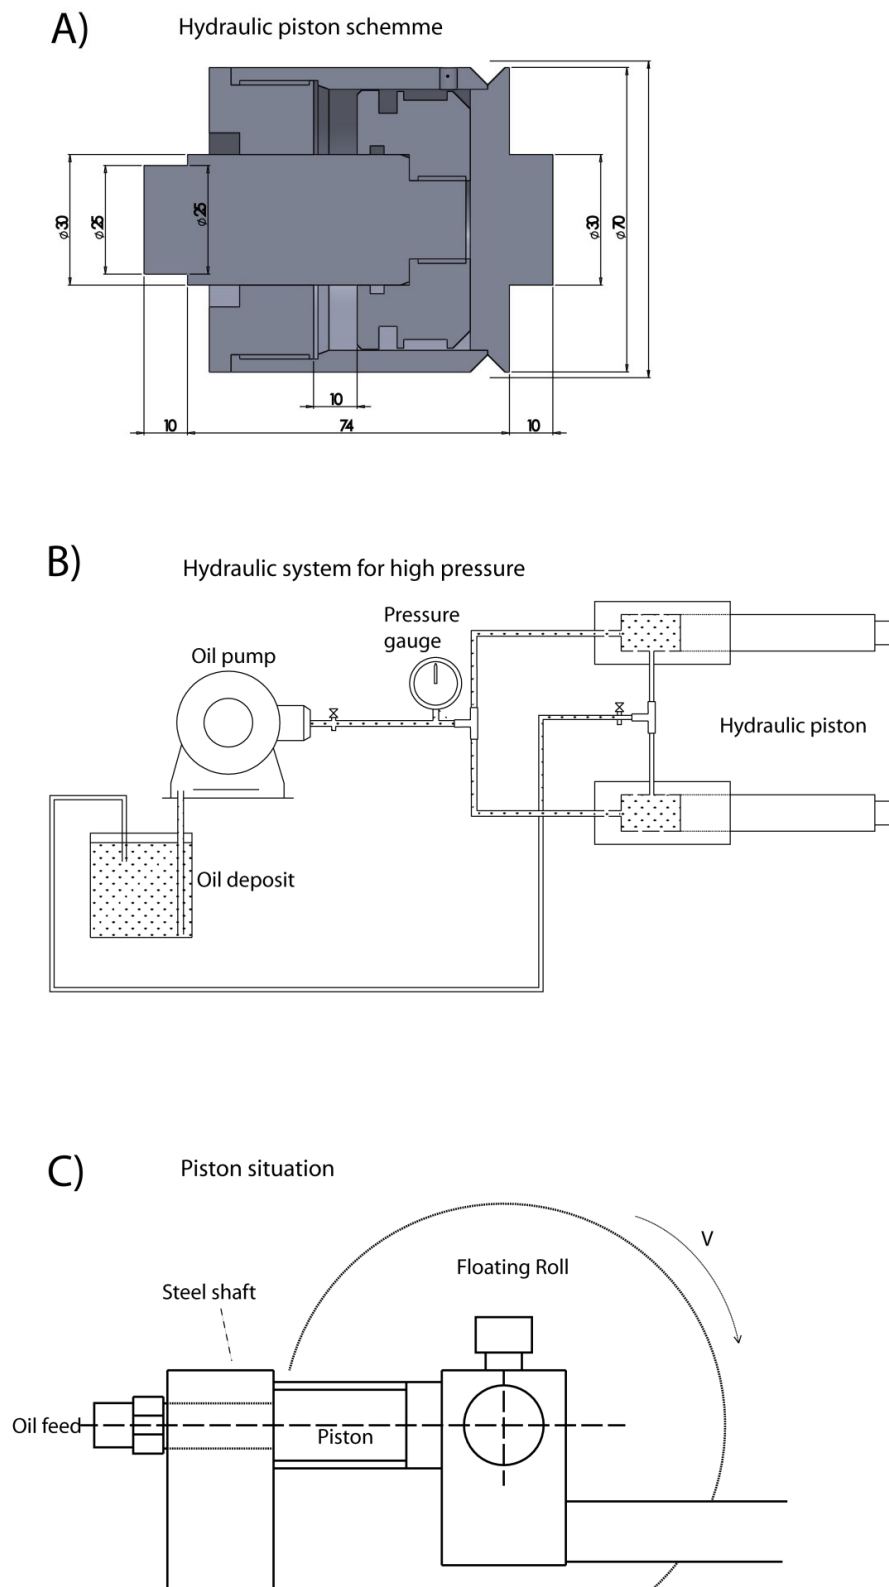 A)
Hydraulic piston schemme
⌀30
⌀25
⌀25
⌀30
⌀70
10
10
74
10
B)
Hydraulic system for high pressure
Pressure
gauge
Oil pump
Hydraulic piston
Oil deposit
C)
Piston situation
V
Floating Roll
Steel shaft
Oil feed
Piston